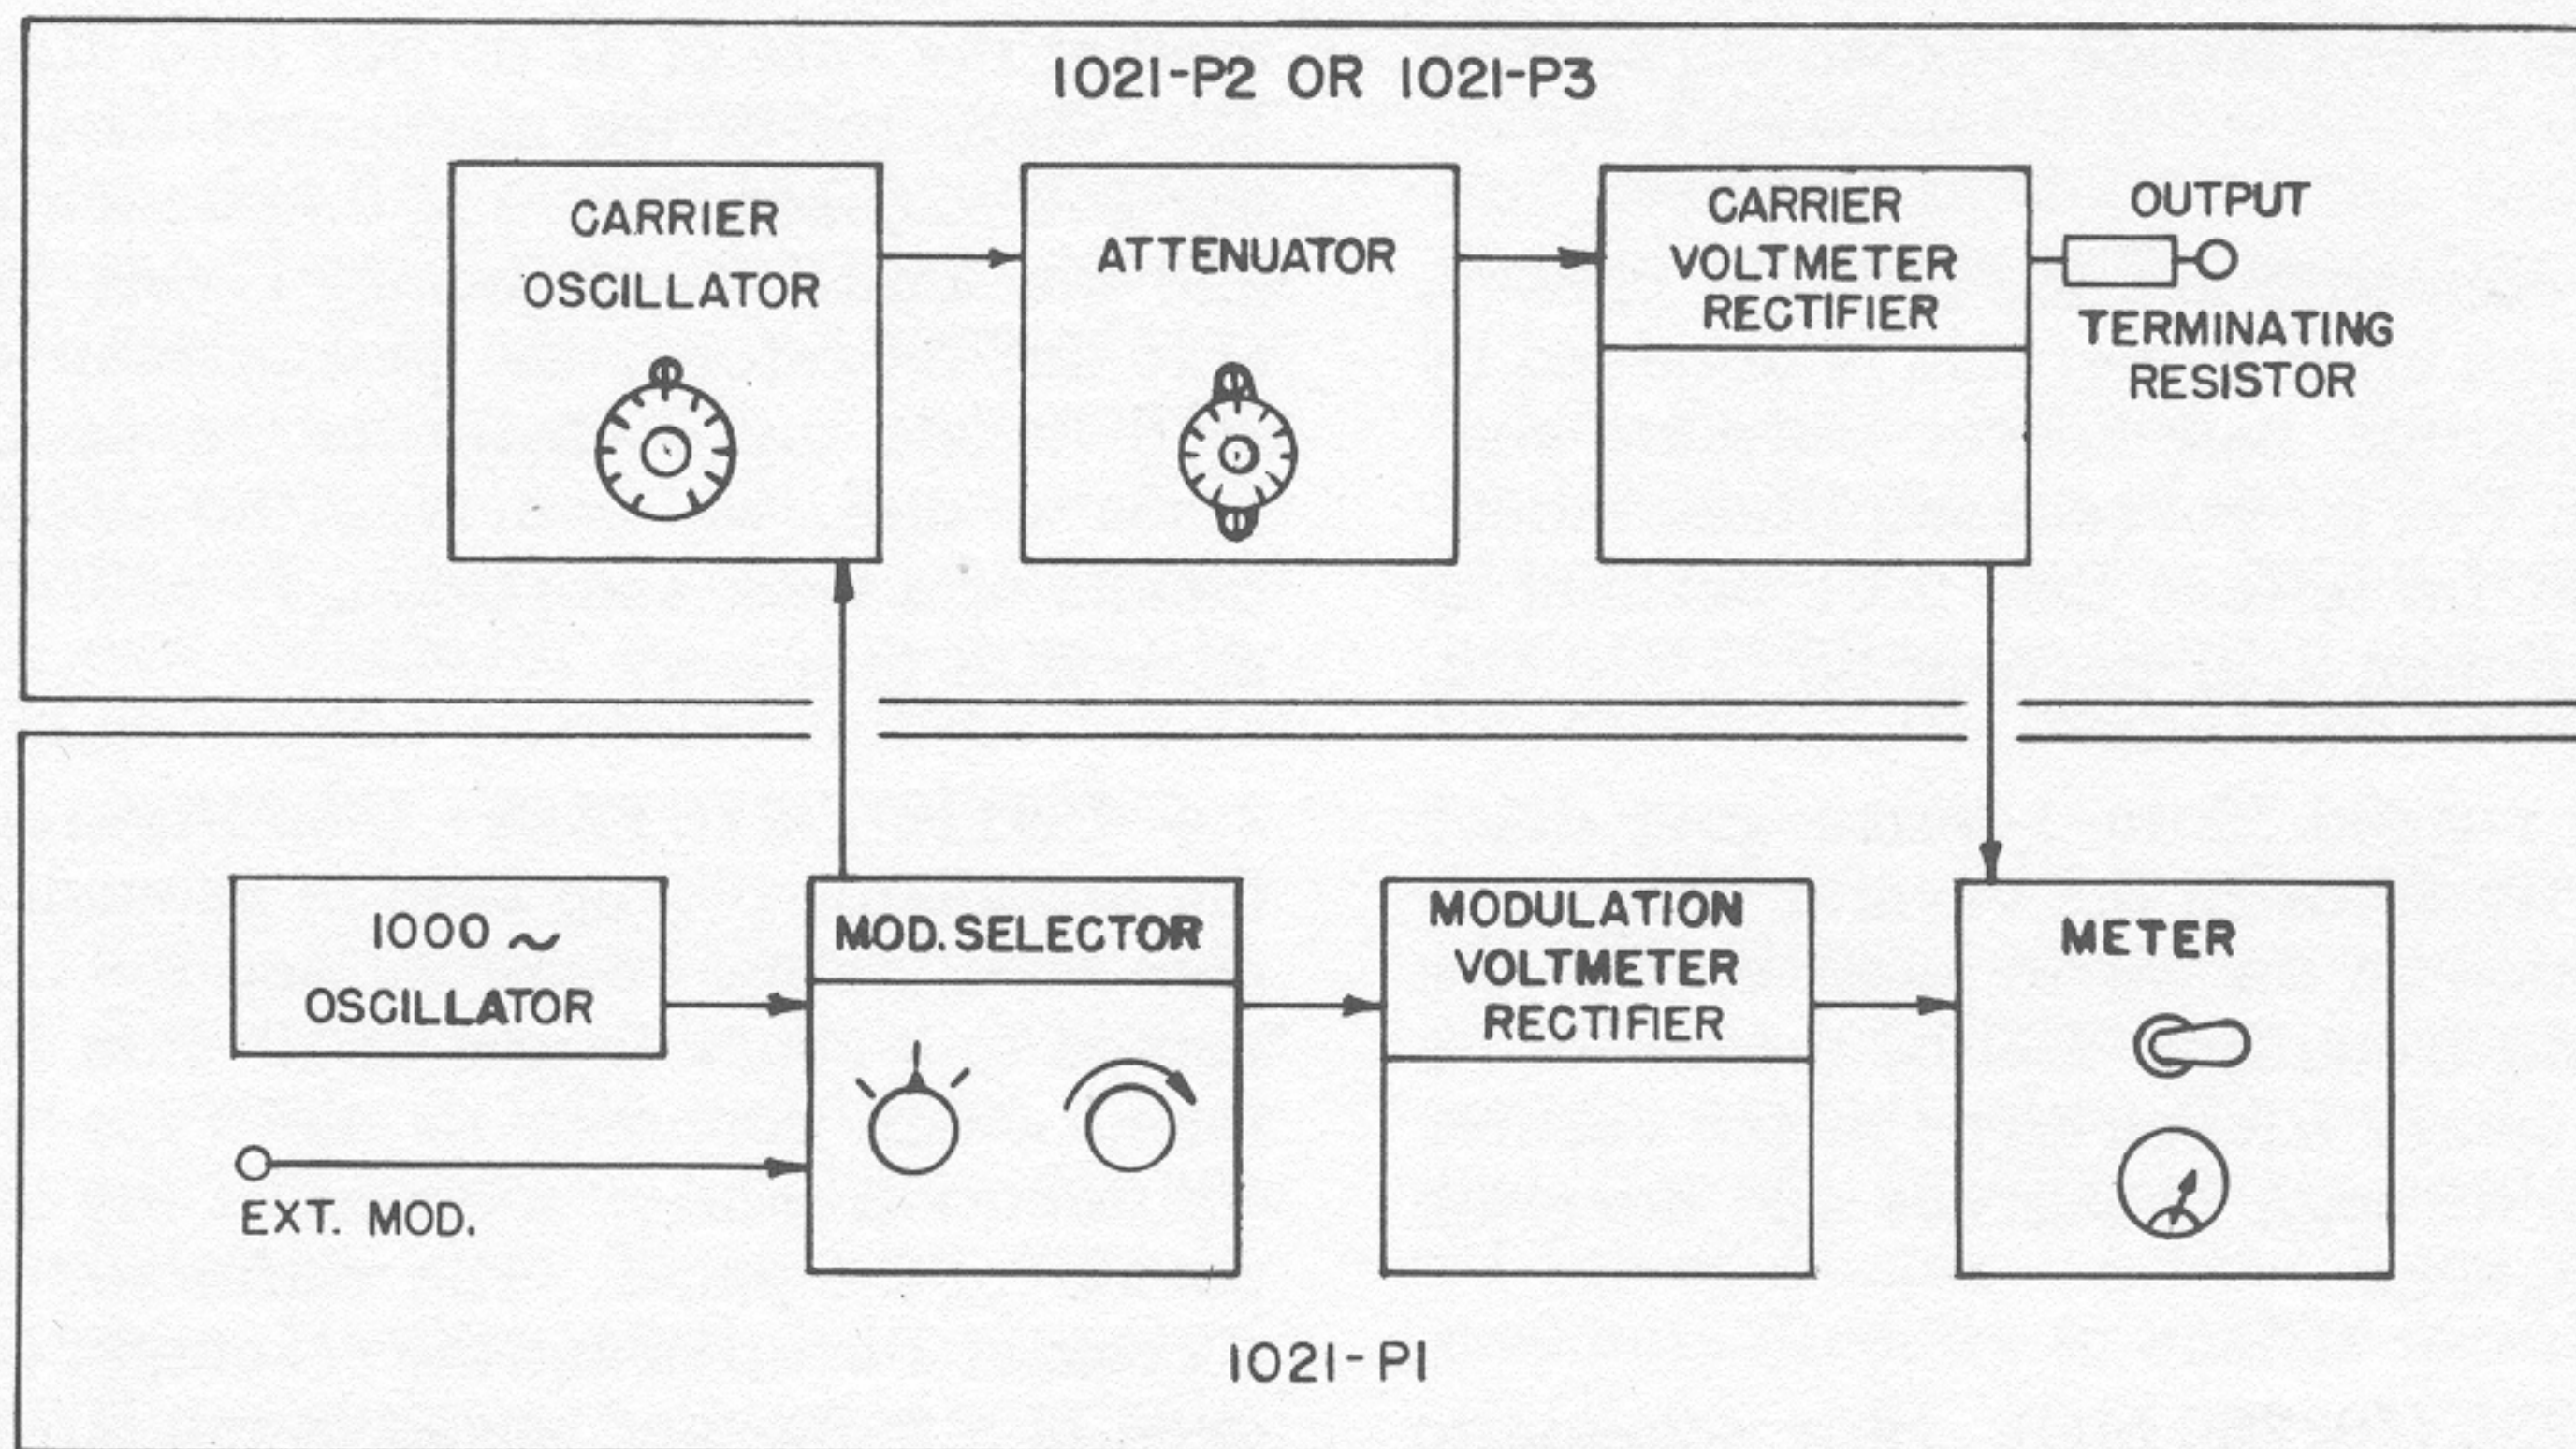 1021-P2 OR 1021-P3
CARRIER
OSCILLATOR
ATTENUATOR
CARRIER
VOLTMETER
RECTIFIER
OUTPUT
TERMINATING
RESISTOR
1000 ~
OSCILLATOR
EXT. MOD.
MOD. SELECTOR
MODULATION
VOLTMETER
RECTIFIER
METER
1021-P1